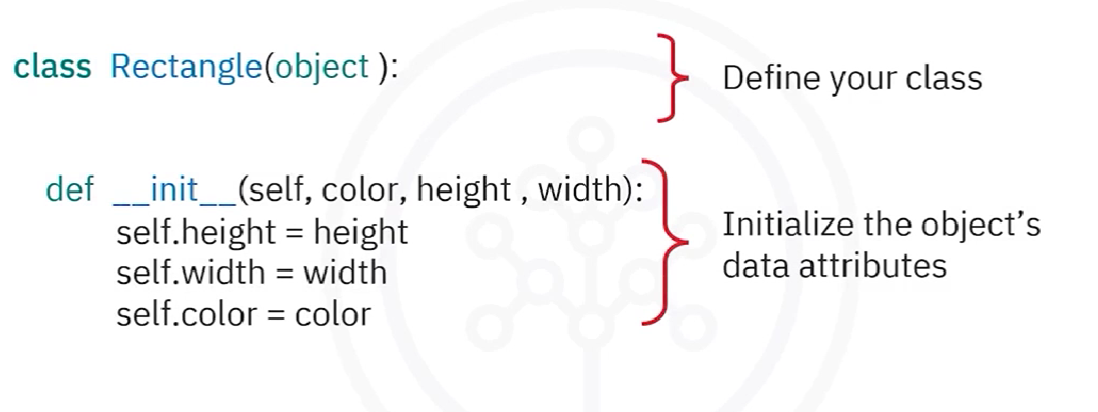 class Rectangle(object ):
Define your class
def __init__(self, color, height , width):
self.height = height
self.width = width
self.color = color
Initialize the object’s
data attributes